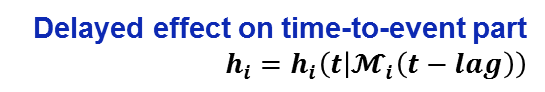 Delayed effect on time-to-event part
hᵢ = hᵢ(t|ℳᵢ(t − lag))